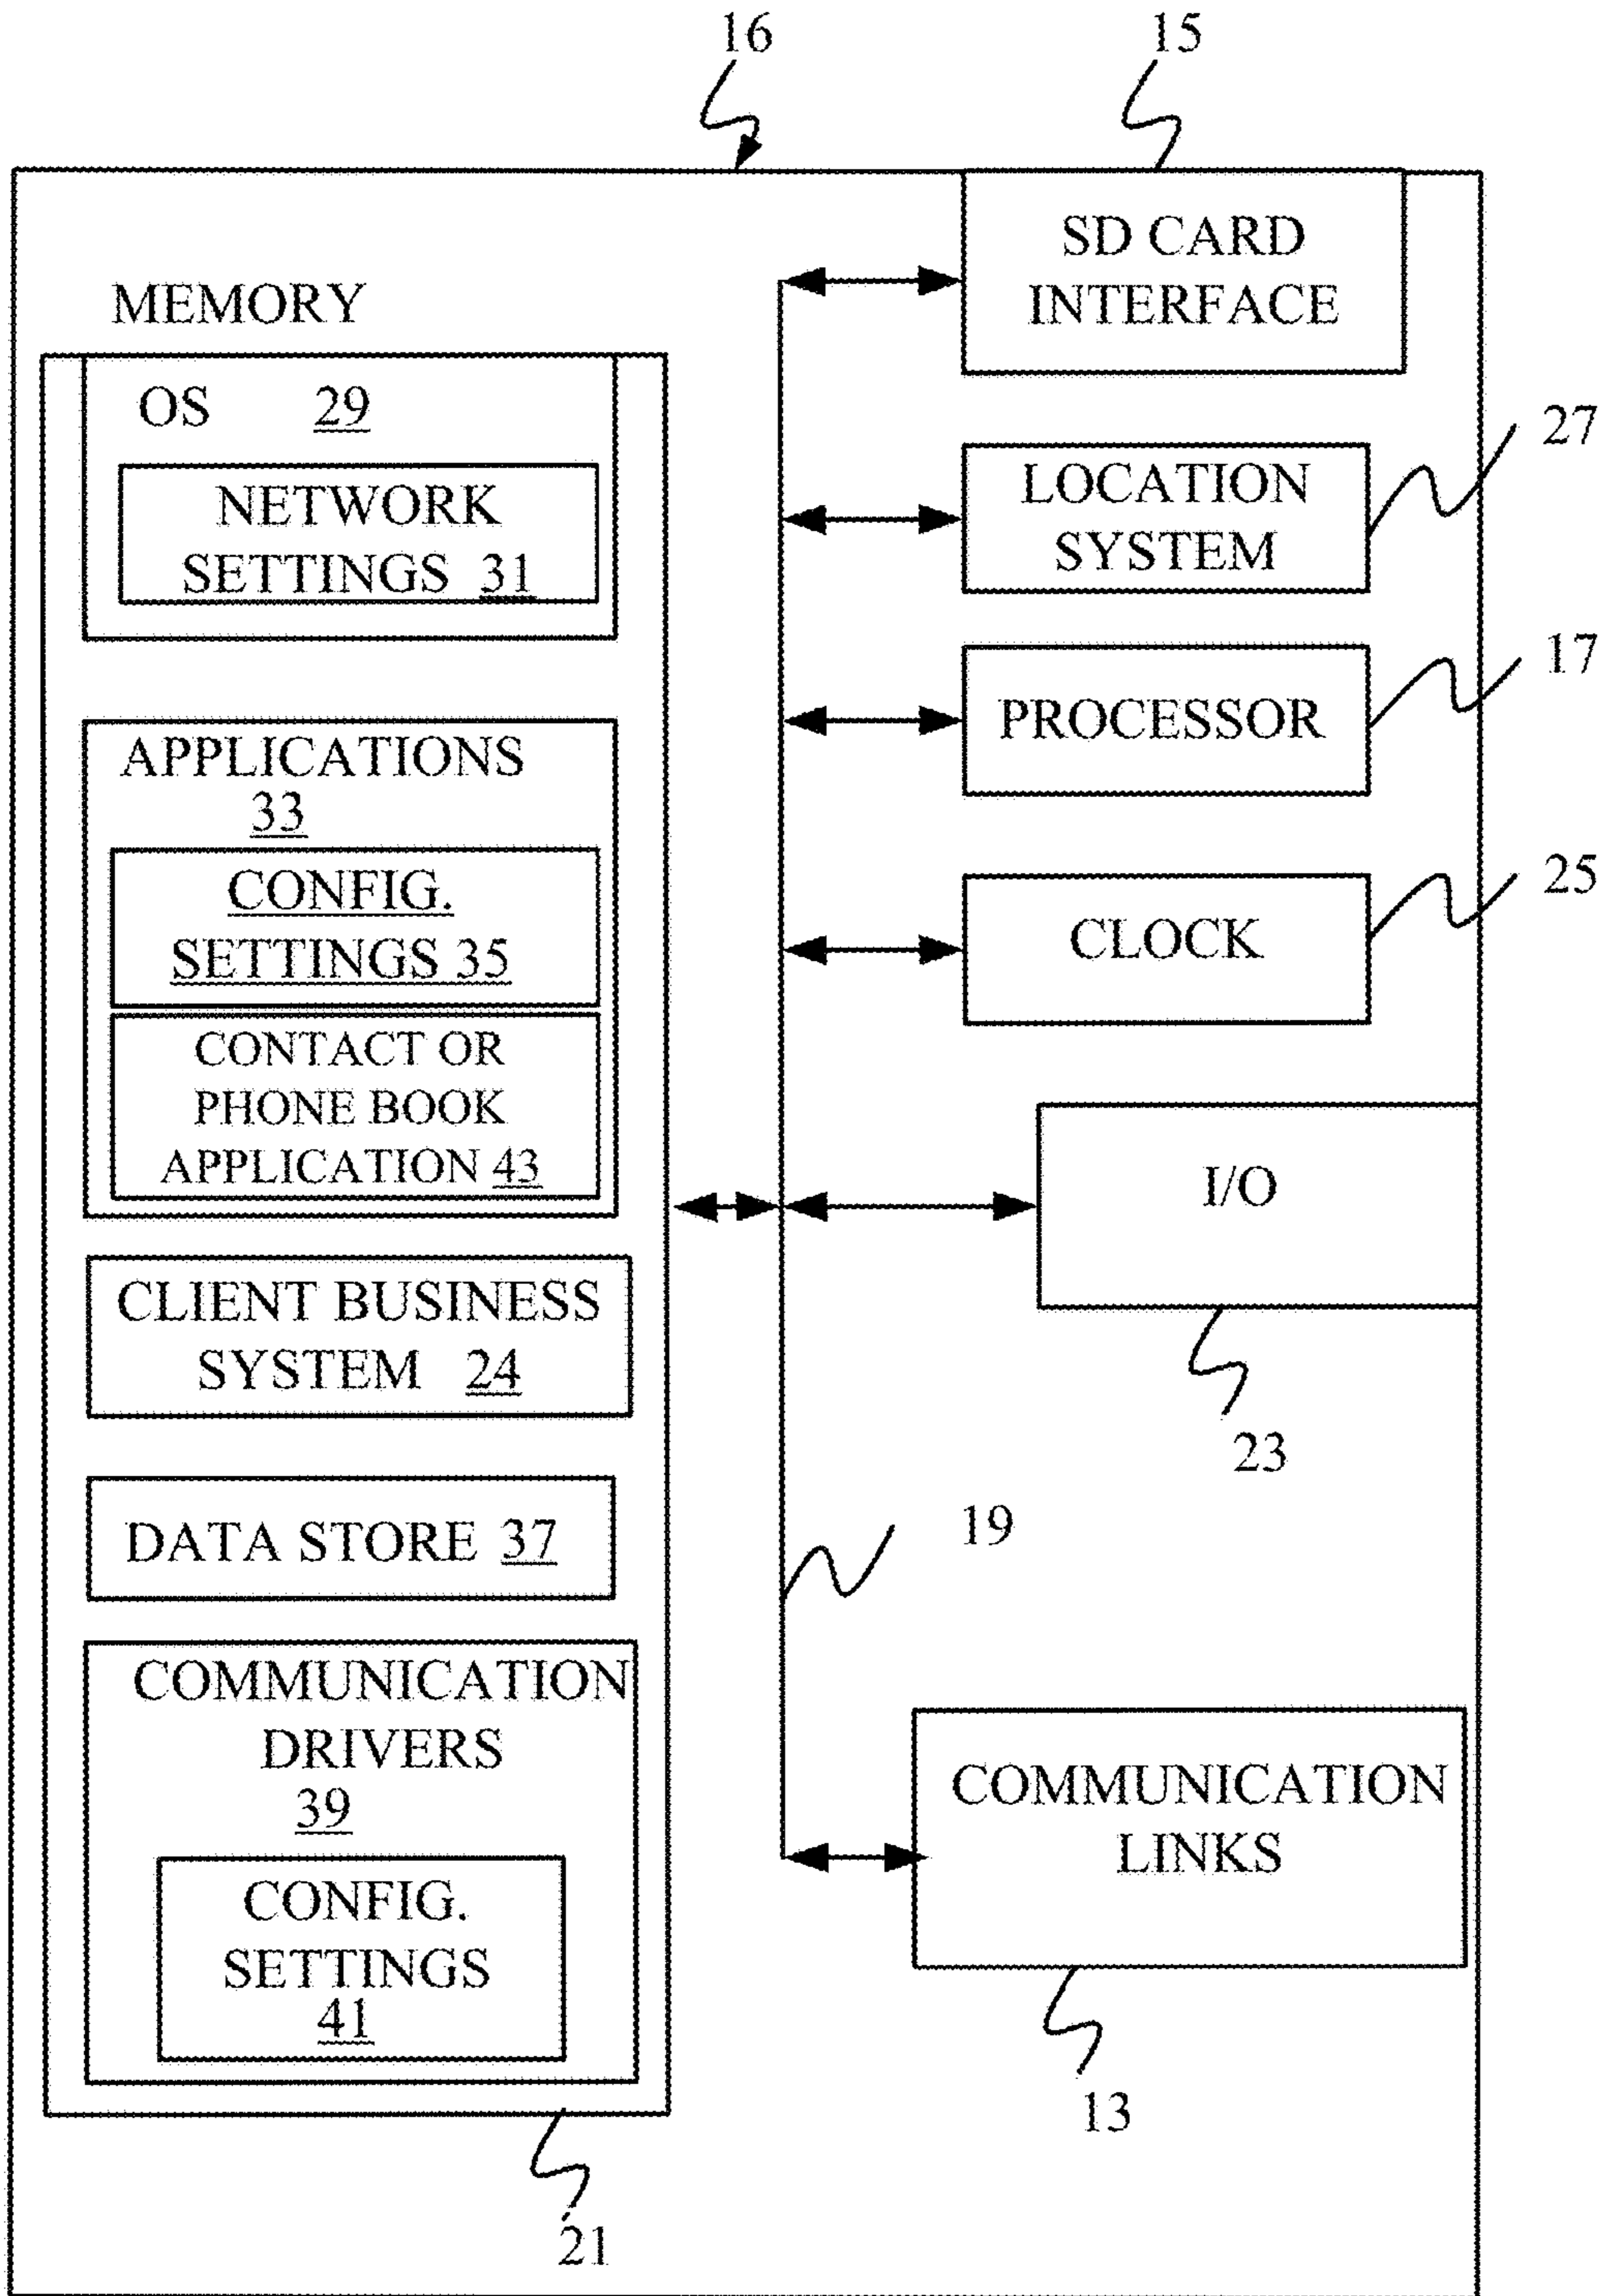 16
15
SD CARD
INTERFACE
MEMORY
OS 29
NETWORK
SETTINGS 31
27
LOCATION
SYSTEM
17
PROCESSOR
APPLICATIONS
33
CONFIG.
SETTINGS 35
25
CLOCK
CONTACT OR
PHONE BOOK
APPLICATION 43
I/O
23
CLIENT BUSINESS
SYSTEM 24
DATA STORE 37
19
COMMUNICATION
DRIVERS
39
CONFIG.
SETTINGS
41
COMMUNICATION
LINKS
13
21